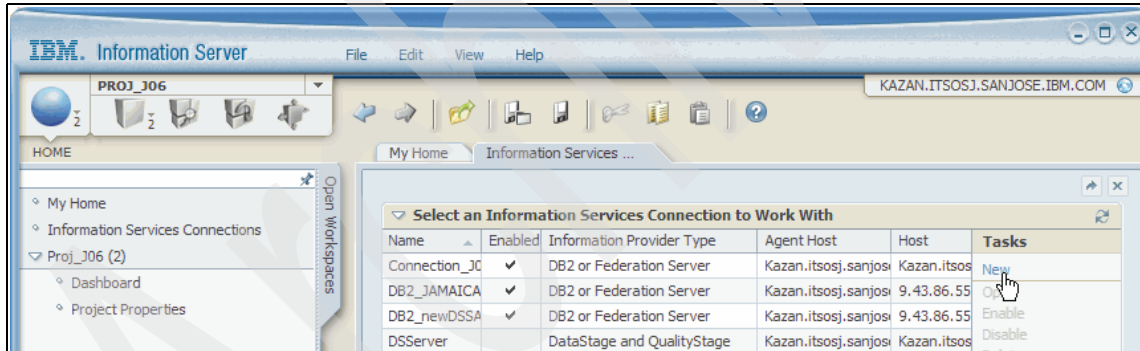 IBM. Information Server File Edit View Help
PROJ_J06 KAZAN.ITSOSJ.SANJOSE.IBM.COM
2 2
HOME My Home Information Services ...
Open Workspaces
My Home
Information Services Connections
Proj_J06 (2)
Dashboard
Project Properties
Select an Information Services Connection to Work With
Name Enabled Information Provider Type Agent Host Host Tasks
Connection_J0 DB2 or Federation Server Kazan.itsosj.sanjos Kazan.itsos New
DB2_JAMAICA DB2 or Federation Server Kazan.itsosj.sanjos 9.43.86.55
DB2_newDSSA DB2 or Federation Server Kazan.itsosj.sanjos 9.43.86.55 Enable
DSServer DataStage and QualityStage Kazan.itsosj.sanjos Kazan.itsos Disable